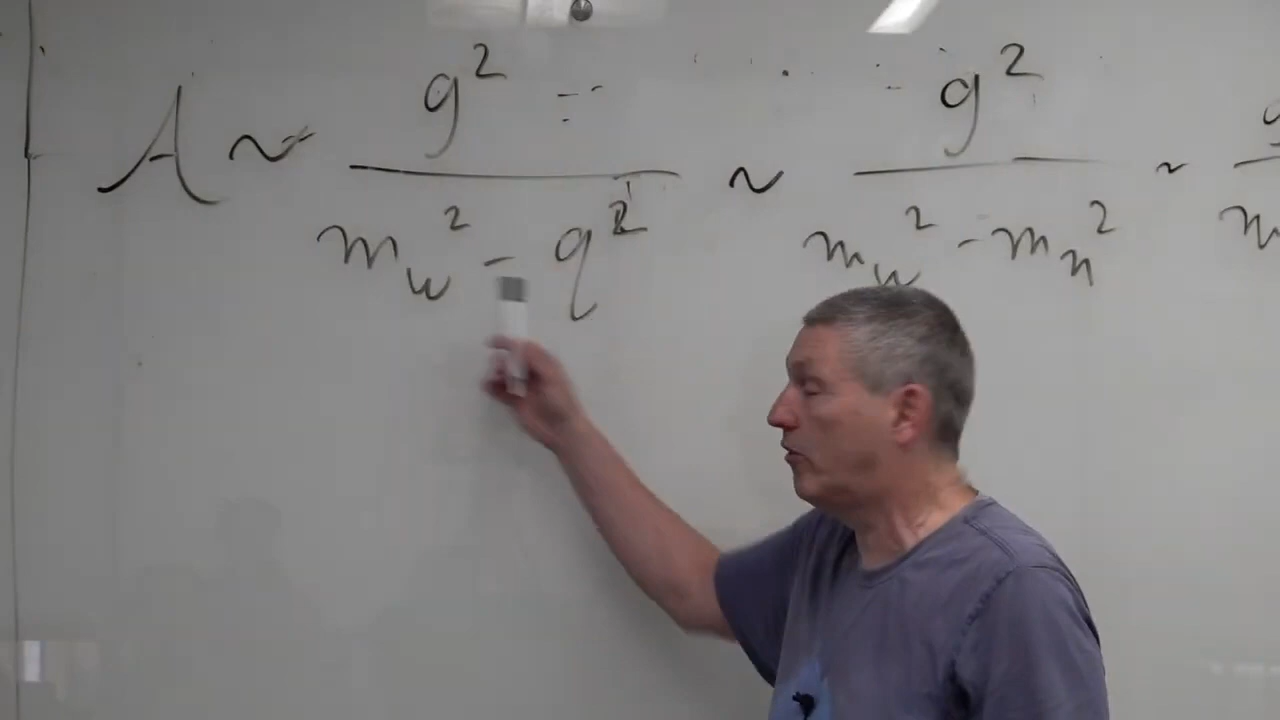 A ~ g² / (m_w² - q²) ~ g² / (m_w² - m_n²) ~